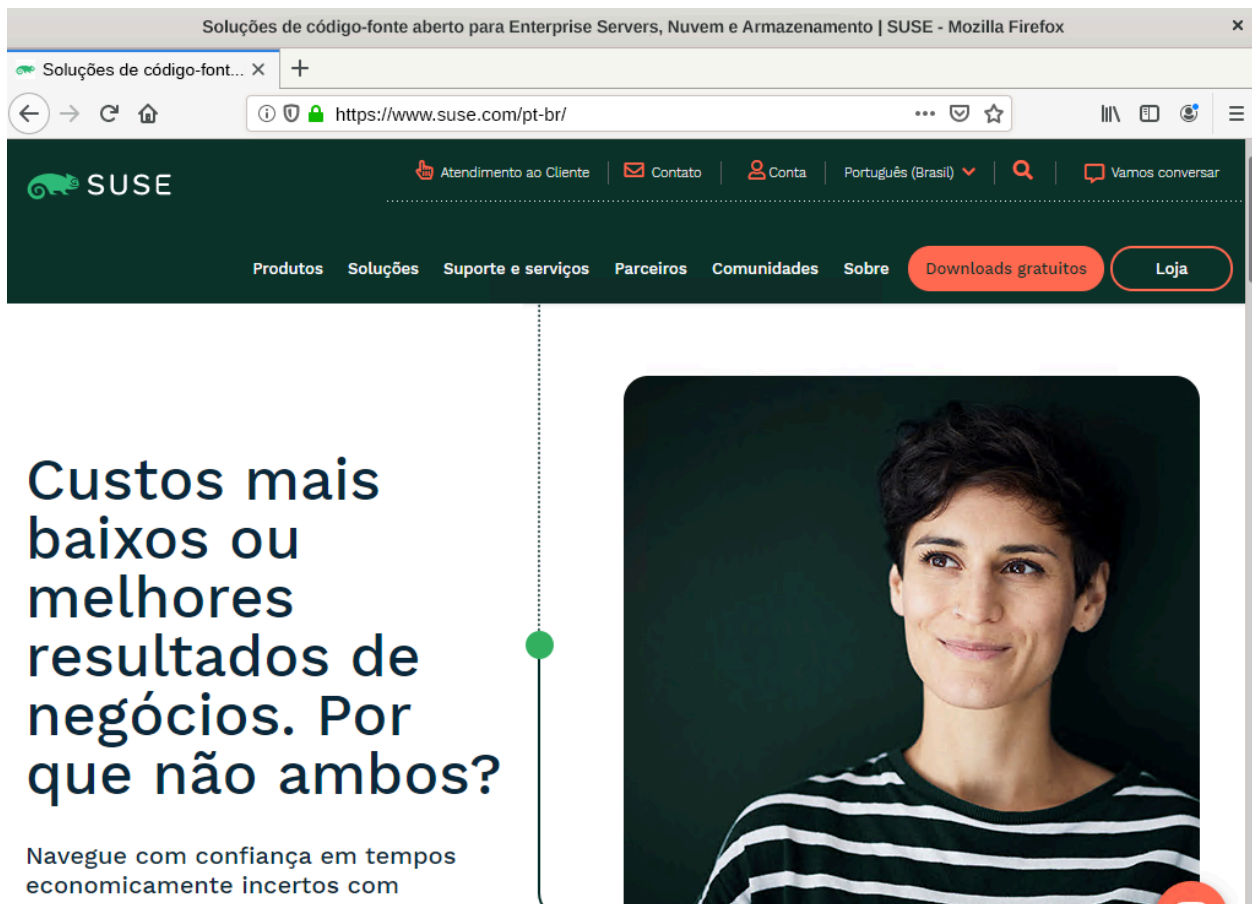 Soluções de código-fonte aberto para Enterprise Servers, Nuvem e Armazenamento | SUSE - Mozilla Firefox
Soluções de código-font...
https://www.suse.com/pt-br/
SUSE
Atendimento ao Cliente
Contato
Conta
Português (Brasil)
Vamos conversar
Produtos
Soluções
Suporte e serviços
Parceiros
Comunidades
Sobre
Downloads gratuitos
Loja
Custos mais
baixos ou
melhores
resultados de
negócios. Por
que não ambos?
Navegue com confiança em tempos
economicamente incertos com